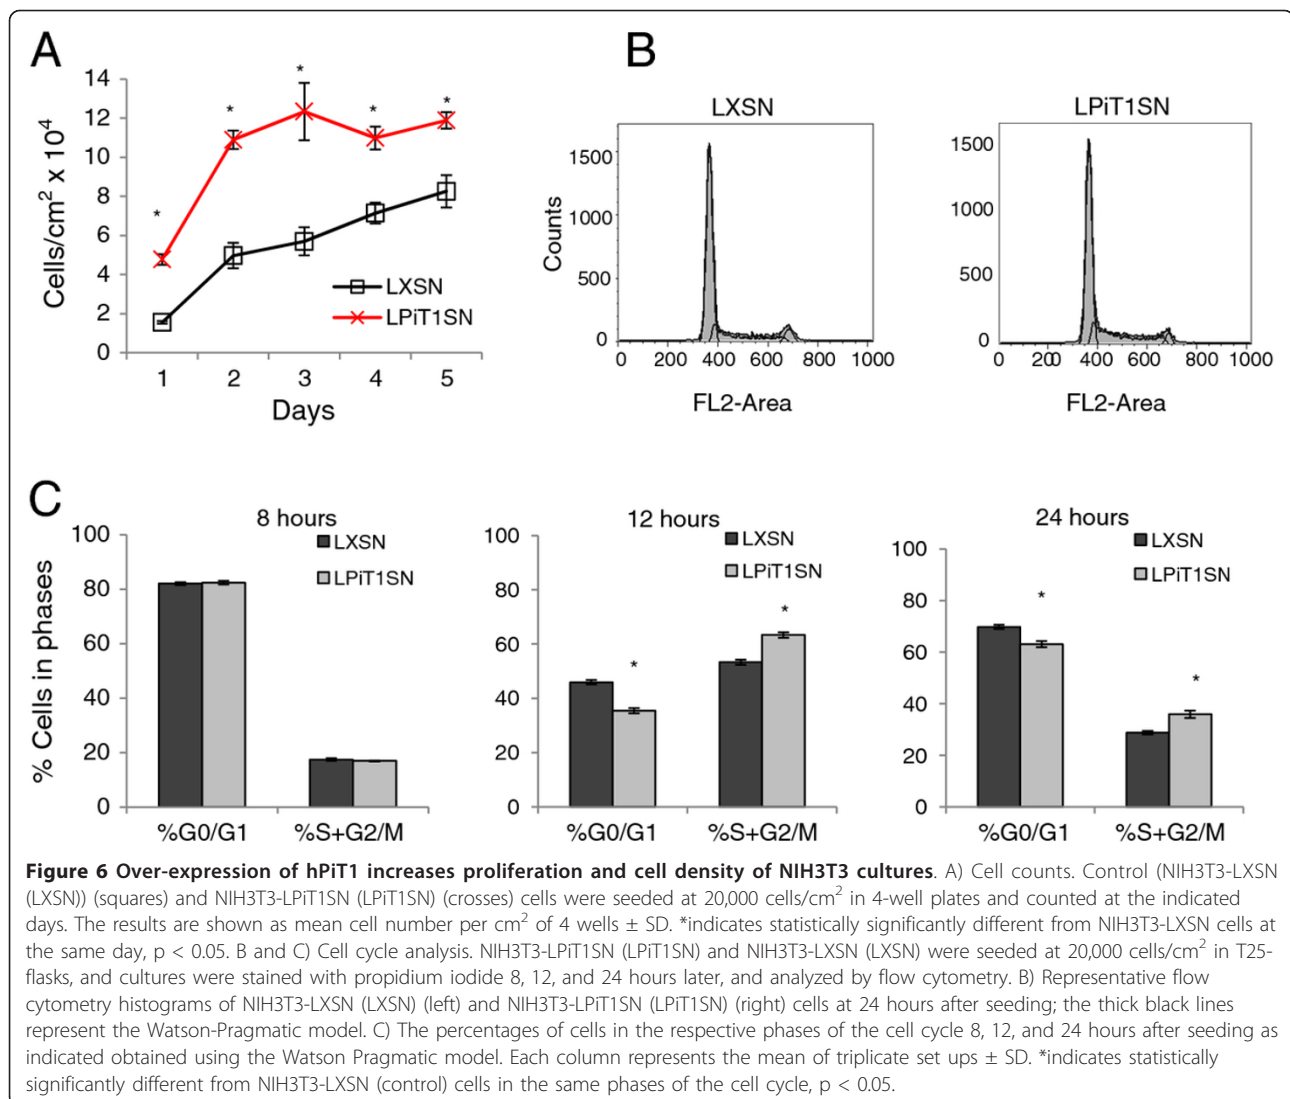 A
14
12
10
8
6
4
2
0
Cells/cm² x 10⁴
*
*
*
*
*
LXSN
LPiT1SN
1 2 3 4 5
Days
B
LXSN
1500
1000
500
0
Counts
0 200 400 600 800 1000
FL2-Area
LPiT1SN
1500
1000
500
0
0 200 400 600 800 1000
FL2-Area
C
% Cells in phases
8 hours
LXSN
LPiT1SN
100
80
60
40
20
0
%G0/G1 %S+G2/M
12 hours
LXSN
LPiT1SN
100
80
60
40
20
0
*
*
%G0/G1 %S+G2/M
24 hours
LXSN
LPiT1SN
100
80
60
40
20
0
*
*
%G0/G1 %S+G2/M
Figure 6 Over-expression of hPiT1 increases proliferation and cell density of NIH3T3 cultures. A) Cell counts. Control (NIH3T3-LXSN
(LXSN)) (squares) and NIH3T3-LPiT1SN (LPiT1SN) (crosses) cells were seeded at 20,000 cells/cm² in 4-well plates and counted at the indicated
days. The results are shown as mean cell number per cm² of 4 wells ± SD. *indicates statistically significantly different from NIH3T3-LXSN cells at
the same day, p < 0.05. B and C) Cell cycle analysis. NIH3T3-LPiT1SN (LPiT1SN) and NIH3T3-LXSN (LXSN) were seeded at 20,000 cells/cm² in T25-
flasks, and cultures were stained with propidium iodide 8, 12, and 24 hours later, and analyzed by flow cytometry. B) Representative flow
cytometry histograms of NIH3T3-LXSN (LXSN) (left) and NIH3T3-LPiT1SN (LPiT1SN) (right) cells at 24 hours after seeding; the thick black lines
represent the Watson-Pragmatic model. C) The percentages of cells in the respective phases of the cell cycle 8, 12, and 24 hours after seeding as
indicated obtained using the Watson Pragmatic model. Each column represents the mean of triplicate set ups ± SD. *indicates statistically
significantly different from NIH3T3-LXSN (control) cells in the same phases of the cell cycle, p < 0.05.